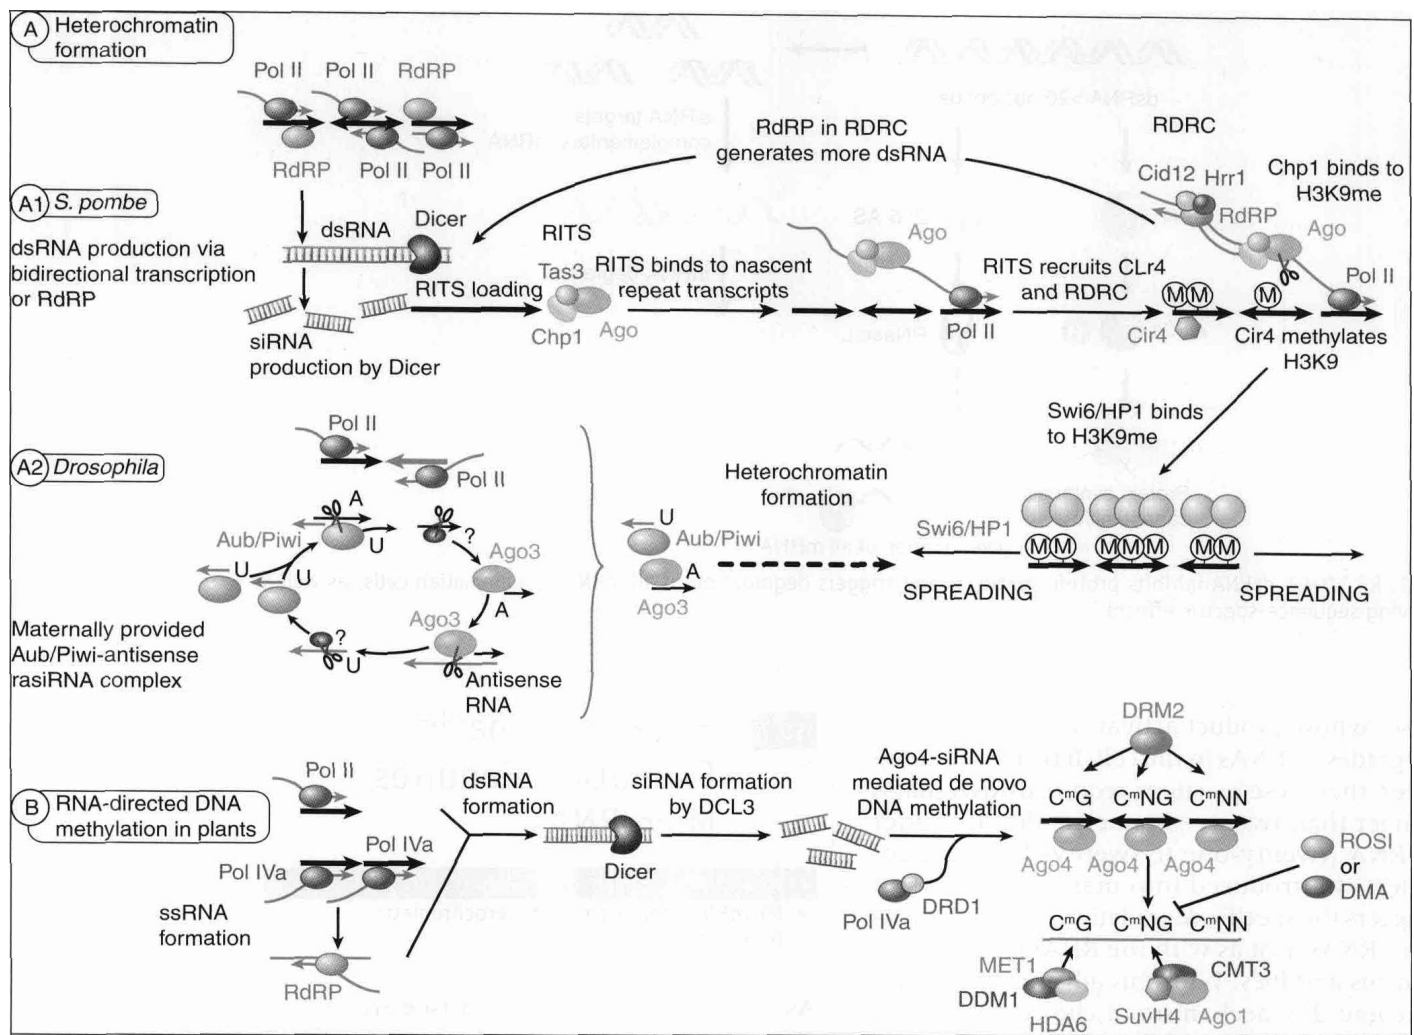 A Heterochromatin
formation
Pol II Pol II RdRP
RdRP Pol II Pol II
A1 S. pombe
dsRNA production via
bidirectional transcription
or RdRP
dsRNA
Dicer
siRNA
production by Dicer
RITS loading
RITS
Tas3
Chp1
Ago
RITS binds to nascent
repeat transcripts
RdRP in RDRC
generates more dsRNA
Ago
Pol II
RITS recruits CLr4
and RDRC
RDRC
Cid12 Hrr1
RdRP
Chp1 binds to
H3K9me
Ago
Pol II
M M M
Cir4
Cir4 methylates
H3K9
Swi6/HP1 binds
to H3K9me
A2 Drosophila
Pol II
Pol II
A
U
Aub/Piwi
U
U
?
Ago3
A
Ago3
?
U
Antisense
RNA
Maternally provided
Aub/Piwi-antisense
rasiRNA complex
U
Aub/Piwi
A
Ago3
Heterochromatin
formation
Swi6/HP1
M M M M M M M
SPREADING
SPREADING
B RNA-directed DNA
methylation in plants
Pol II
Pol IVa
Pol IVa
ssRNA
formation
RdRP
dsRNA
formation
siRNA formation
by DCL3
Dicer
Ago4-siRNA
mediated de novo
DNA methylation
Pol IVa
DRD1
DRM2
CᵐG CᵐNG CᵐNN
Ago4 Ago4 Ago4
ROSI
or
DMA
CᵐG CᵐNG CᵐNN
MET1
DDM1
HDA6
CMT3
SuvH4 Ago1